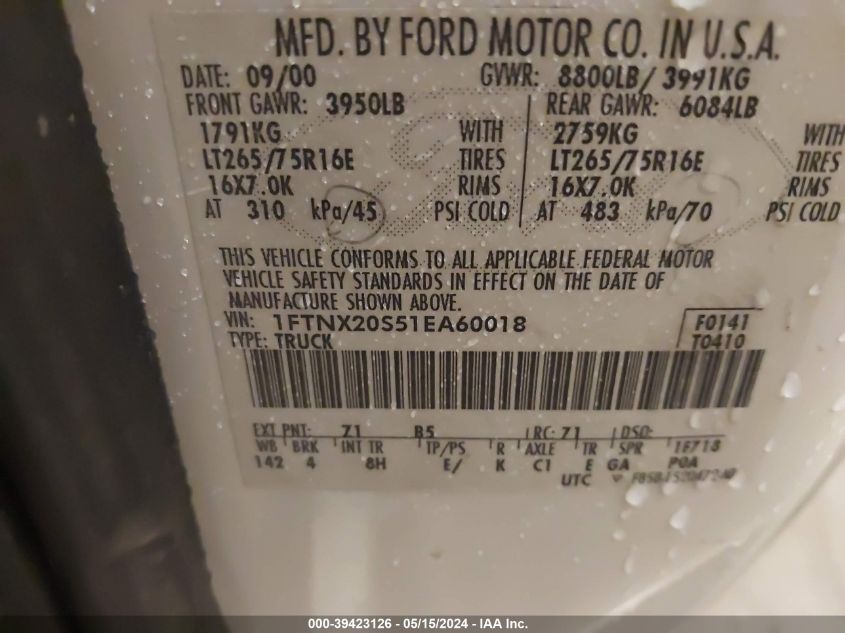 MFD. BY FORD MOTOR CO. IN U.S.A.
DATE: 09/00 GVWR: 8800LB/ 3991KG
FRONT GAWR: 3950LB REAR GAWR: 6084LB
1791KG WITH 2759KG WITH
LT265/75R16E TIRES LT265/75R16E TIRES
16X7.0K RIMS 16X7.0K RIMS
AT 310 kPa/45 PSI COLD AT 483 kPa/70 PSI COLD
THIS VEHICLE CONFORMS TO ALL APPLICABLE FEDERAL MOTOR
VEHICLE SAFETY STANDARDS IN EFFECT ON THE DATE OF
MANUFACTURE SHOWN ABOVE.
VIN: 1FTNX20S51EA60018 F0141
TYPE: TRUCK T0410
EXT PNT: Z1 B5 RC: 71 DSO:
WB BRK INT TR TP/PS R AXLE TR SPR 1F718
142 4 8H E/ K C1 E GA POA
UTC
000-39423126 - 05/15/2024 - IAA Inc.